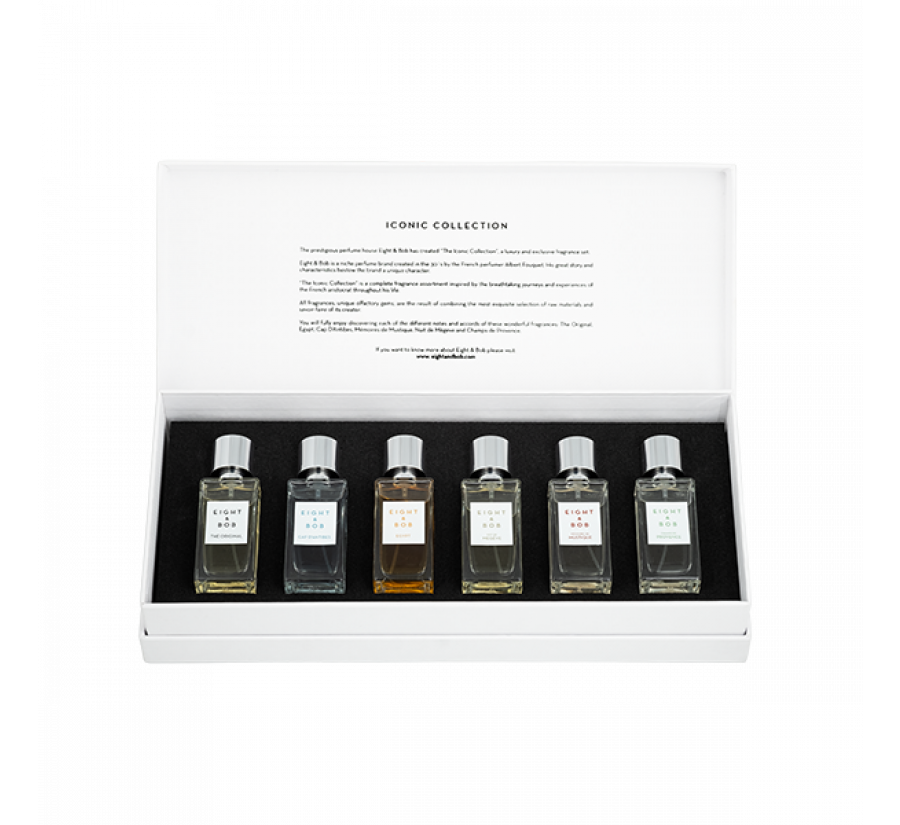 ICONIC COLLECTION
The prestigious perfume house Eight & Bob has created "The Iconic Collection", a luxury and exclusive fragrance set.
Eight & Bob is a niche perfume brand created in the 30´s by the French perfumer Albert Fouquet. His great story and
characteristics bestow the brand a unique character.
"The Iconic Collection" is a complete fragrance assortment inspired by the breathtaking journeys and experiences of
the French aristocrat throughout his life.
All fragrances, unique olfactory gems, are the result of combining the most exquisite selection of raw materials and
savoir faire of its creator.
You will fully enjoy discovering each of the different notes and accords of these wonderful fragrances: The Original,
Egypt, Cap D'Antibes, Mémoires de Mustique, Nuit de Megève and Champs de Provence.
If you want to know more about Eight & Bob please visit:
www.eightandbob.com
EIGHT
&
BOB
THE ORIGINAL
EIGHT
&
BOB
CAP D'ANTIBES
EIGHT
&
BOB
EGYPT
EIGHT
&
BOB
MEGÈVE
EIGHT
&
BOB
MUSTIQUE
EIGHT
&
BOB
PROVENCE